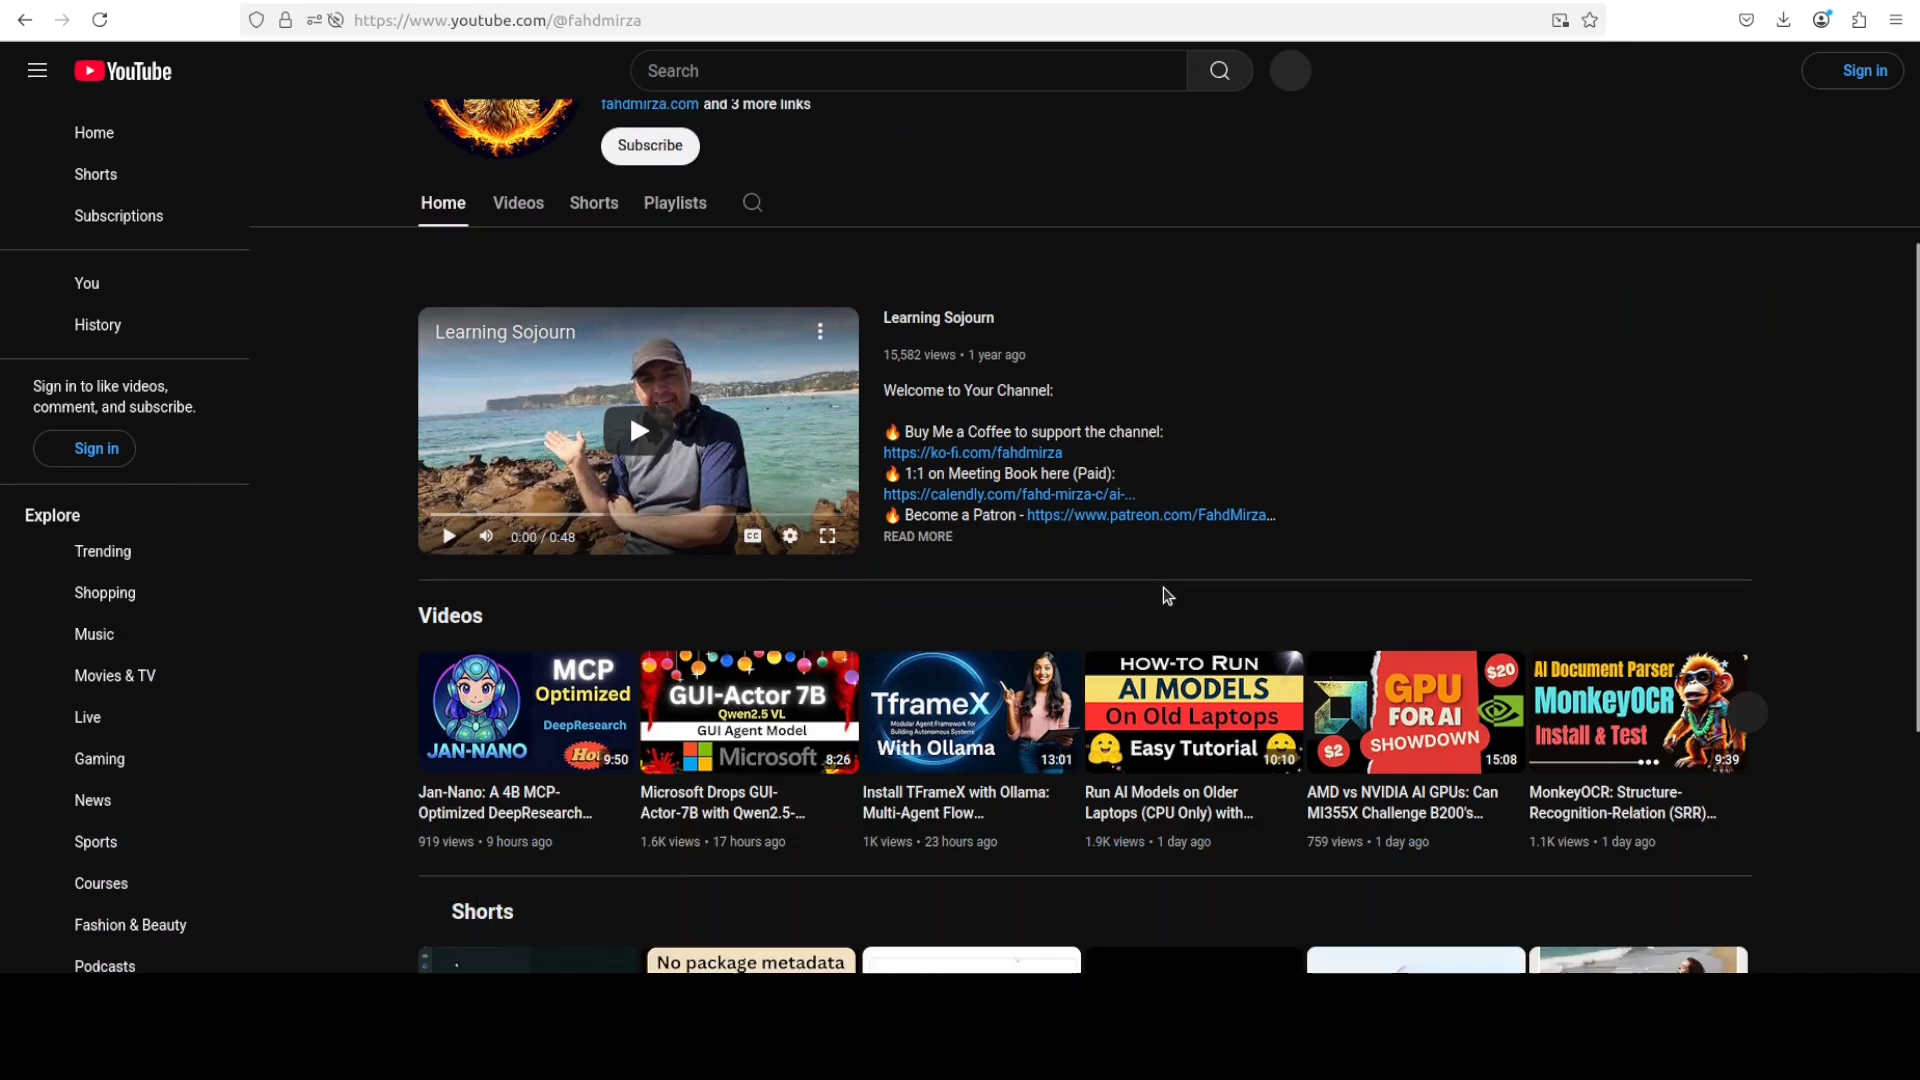 https://www.youtube.com/@fahdmirza
YouTube
Search
Sign in
Home
Shorts
Subscriptions
You
History
Sign in to like videos,
comment, and subscribe.
Sign in
Explore
Trending
Shopping
Music
Movies & TV
Live
Gaming
News
Sports
Courses
Fashion & Beauty
Podcasts
fahdmirza.com and 3 more links
Subscribe
Home
Videos
Shorts
Playlists
Learning Sojourn
0:00 / 0:48
CC
Learning Sojourn
15,582 views • 1 year ago
Welcome to Your Channel:
🔥 Buy Me a Coffee to support the channel:
https://ko-fi.com/fahdmirza
🔥 1:1 on Meeting Book here (Paid):
https://calendly.com/fahd-mirza-c/ai-...
🔥 Become a Patron - https://www.patreon.com/FahdMirza...
READ MORE
Videos
MCP
Optimized
DeepResearch
JAN-NANO
Hot
9:50
Jan-Nano: A 4B MCP-
Optimized DeepResearch...
919 views • 9 hours ago
GUI-Actor 7B
Qwen2.5 VL
GUI Agent Model
Microsoft
8:26
Microsoft Drops GUI-
Actor-7B with Qwen2.5-...
1.6K views • 17 hours ago
TframeX
Modular Agent Framework for
Building Autonomous Systems
With Ollama
13:01
Install TFrameX with Ollama:
Multi-Agent Flow...
1K views • 23 hours ago
HOW-TO RUN
AI MODELS
On Old Laptops
Easy Tutorial
10:10
Run AI Models on Older
Laptops (CPU Only) with...
1.9K views • 1 day ago
GPU
FOR AI
SHOWDOWN
$20
$2
15:08
AMD vs NVIDIA AI GPUs: Can
MI355X Challenge B200's...
759 views • 1 day ago
AI Document Parser
MonkeyOCR
Install & Test
9:39
MonkeyOCR: Structure-
Recognition-Relation (SRR)...
1.1K views • 1 day ago
Shorts
No package metadata